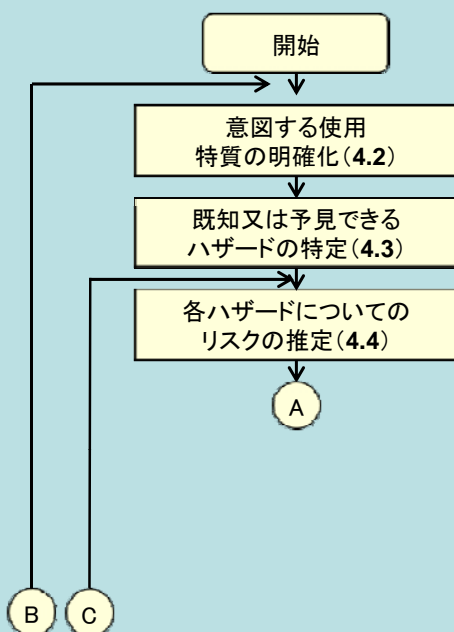 開始
意図する使用
特質の明確化（4.2）
既知又は予見できる
ハザードの特定（4.3）
各ハザードについての
リスクの推定（4.4）
A
B
C